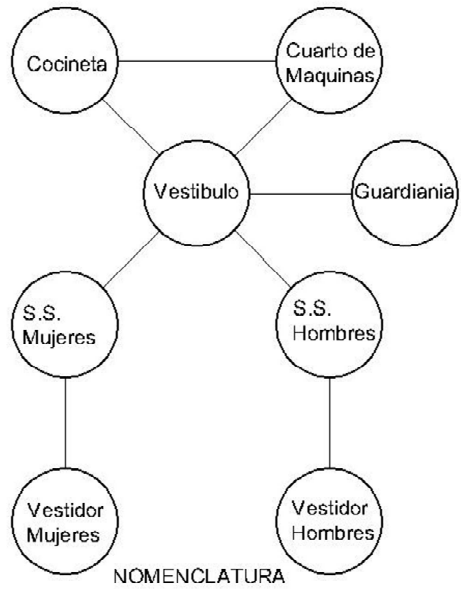 Cocineta
Cuarto de
Maquinas
Vestibulo
Guardiania
S.S.
Mujeres
S.S.
Hombres
Vestidor
Mujeres
Vestidor
Hombres
NOMENCLATURA